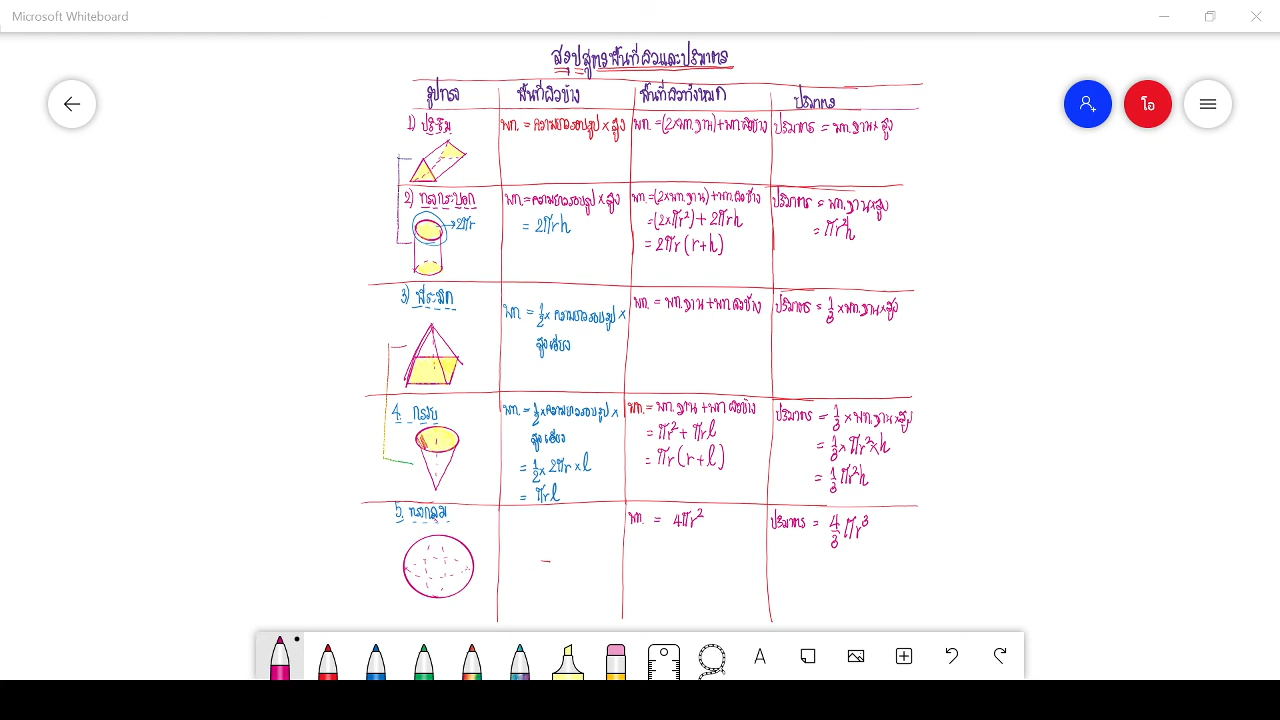 Microsoft Whiteboard
สรุปสูตรพื้นที่ผิวและปริมาตร
รูปทรง พื้นที่ผิวข้าง พื้นที่ผิวทั้งหมด ปริมาตร
1) ปริซึม
พท. = ความยาวรอบรูป × สูง
พท. = (2×พท.ฐาน) + พท.ผิวข้าง
ปริมาตร = พท.ฐาน × สูง
2) ทรงกระบอก
→ 2πr
พท. = ความยาวรอบรูป × สูง
= 2πrh
พท. = (2×พท.ฐาน) + พท.ผิวข้าง
= (2×πr²) + 2πrh
= 2πr (r+h)
ปริมาตร = พท.ฐาน × สูง
= πr²h
3) พีระมิด
พท. = 1/2 × ความยาวรอบรูป ×
สูงเอียง
พท. = พท.ฐาน + พท.ผิวข้าง
ปริมาตร = 1/3 × พท.ฐาน × สูง
4. กรวย
พท. = 1/2 × ความยาวรอบรูป ×
สูงเอียง
= 1/2 × 2πr × l
= πrl
พท. = พท.ฐาน + พท.ผิวข้าง
= πr² + πrl
= πr (r+l)
ปริมาตร = 1/3 × พท.ฐาน × สูง
= 1/3 × πr² × h
= 1/3 πr²h
5. ทรงกลม
-
พท. = 4πr²
ปริมาตร = 4/3 πr³
โอ
A